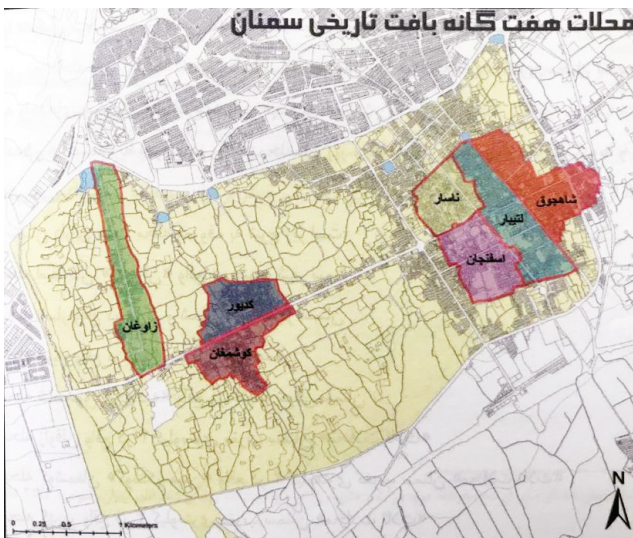 محلات هفت گانه بافت تاریخی سمنان
شاهجوق
ناسار
لتیبار
اسفنجان
کدیور
زاوغان
کوشمغان
N
0 0.25 0.5 1 Kilometers